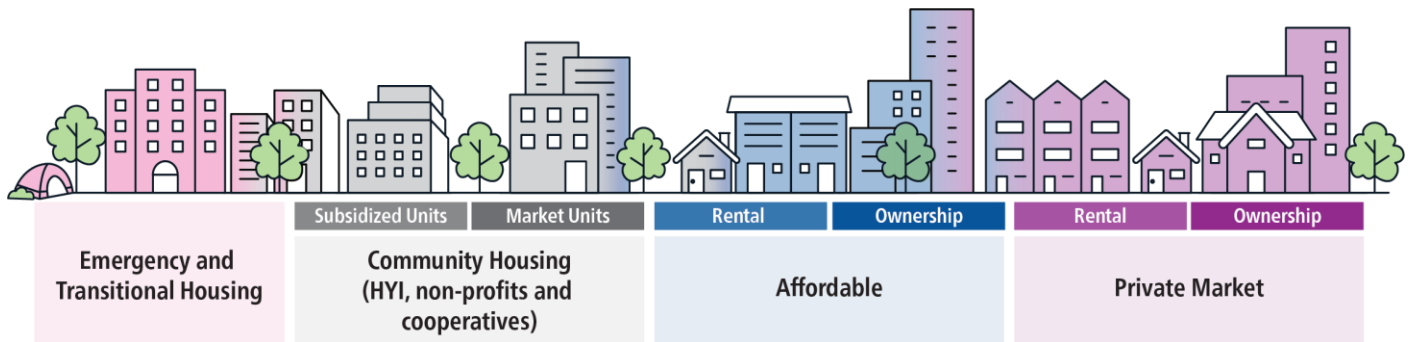 Subsidized Units
Market Units
Rental
Ownership
Rental
Ownership
Emergency and
Transitional Housing
Community Housing
(HYI, non-profits and
cooperatives)
Affordable
Private Market